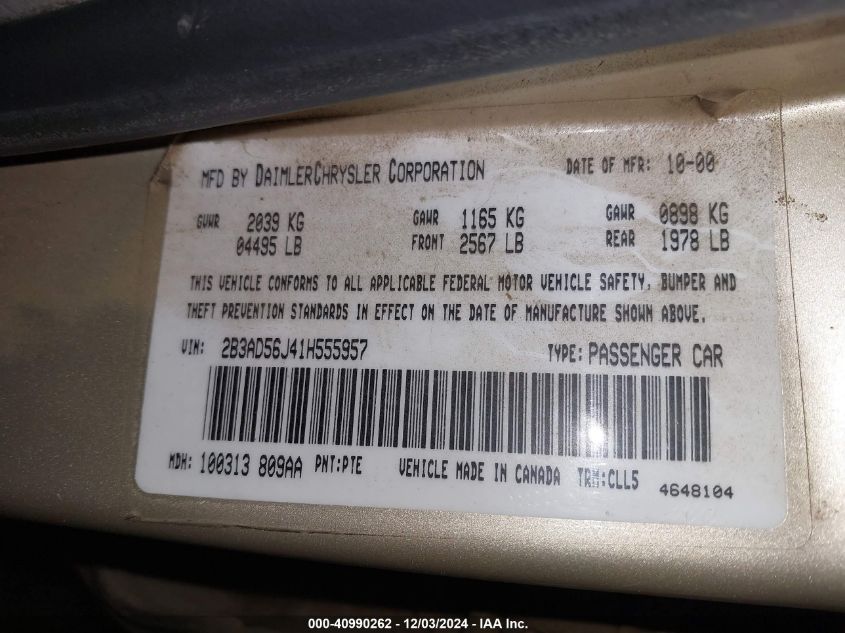 MFD BY DAIMLERCHRYSLER CORPORATION DATE OF MFR: 10-00
GVWR 2039 KG GAWR 1165 KG GAWR 0898 KG
04495 LB FRONT 2567 LB REAR 1978 LB
THIS VEHICLE CONFORMS TO ALL APPLICABLE FEDERAL MOTOR VEHICLE SAFETY, BUMPER AND
THEFT PREVENTION STANDARDS IN EFFECT ON THE DATE OF MANUFACTURE SHOWN ABOVE.
VIN: 2B3AD56J41H555957 TYPE: PASSENGER CAR
MDH: 100313 809AA PNT: PTE VEHICLE MADE IN CANADA TRM: CLL5 4648104
000-40990262 - 12/03/2024 - IAA Inc.